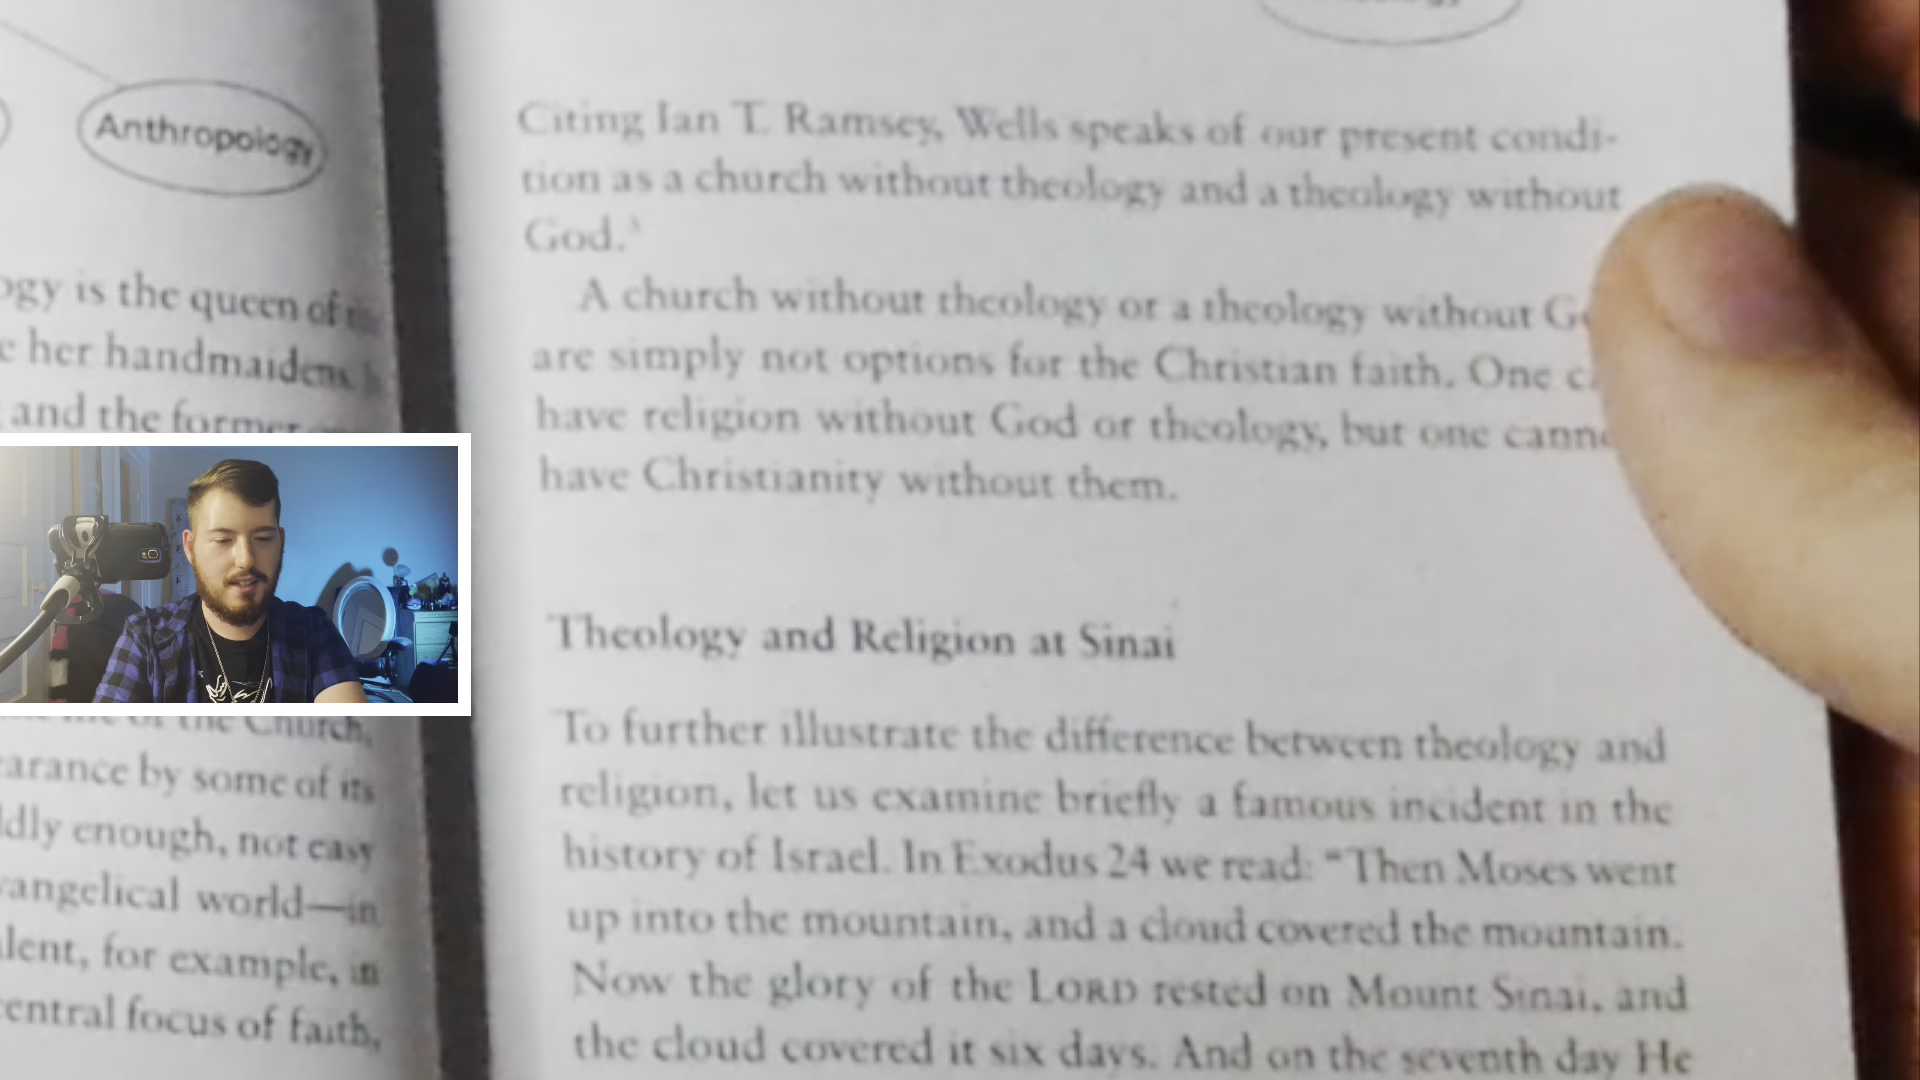 Anthropology
ogy is the queen of
her handmaidens.
and the former
of the Church,
arance by some of its
dly enough, not easy
vangelical world—in
lent, for example, in
entral focus of faith,
Citing Ian T. Ramsey, Wells speaks of our present condi-
tion as a church without theology and a theology without
God.³
A church without theology or a theology without G
are simply not options for the Christian faith. One c
have religion without God or theology, but one canno
have Christianity without them.
Theology and Religion at Sinai
To further illustrate the difference between theology and
religion, let us examine briefly a famous incident in the
history of Israel. In Exodus 24 we read: “Then Moses went
up into the mountain, and a cloud covered the mountain.
Now the glory of the LORD rested on Mount Sinai, and
the cloud covered it six days. And on the seventh day He